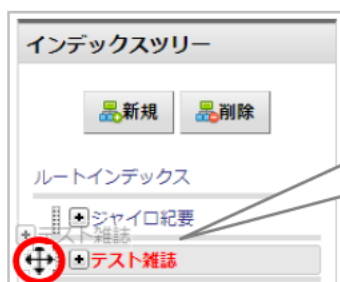 インデックスツリー
新規 削除
ルートインデックス
ジャイロ紀要
テスト雑誌
テスト雑誌